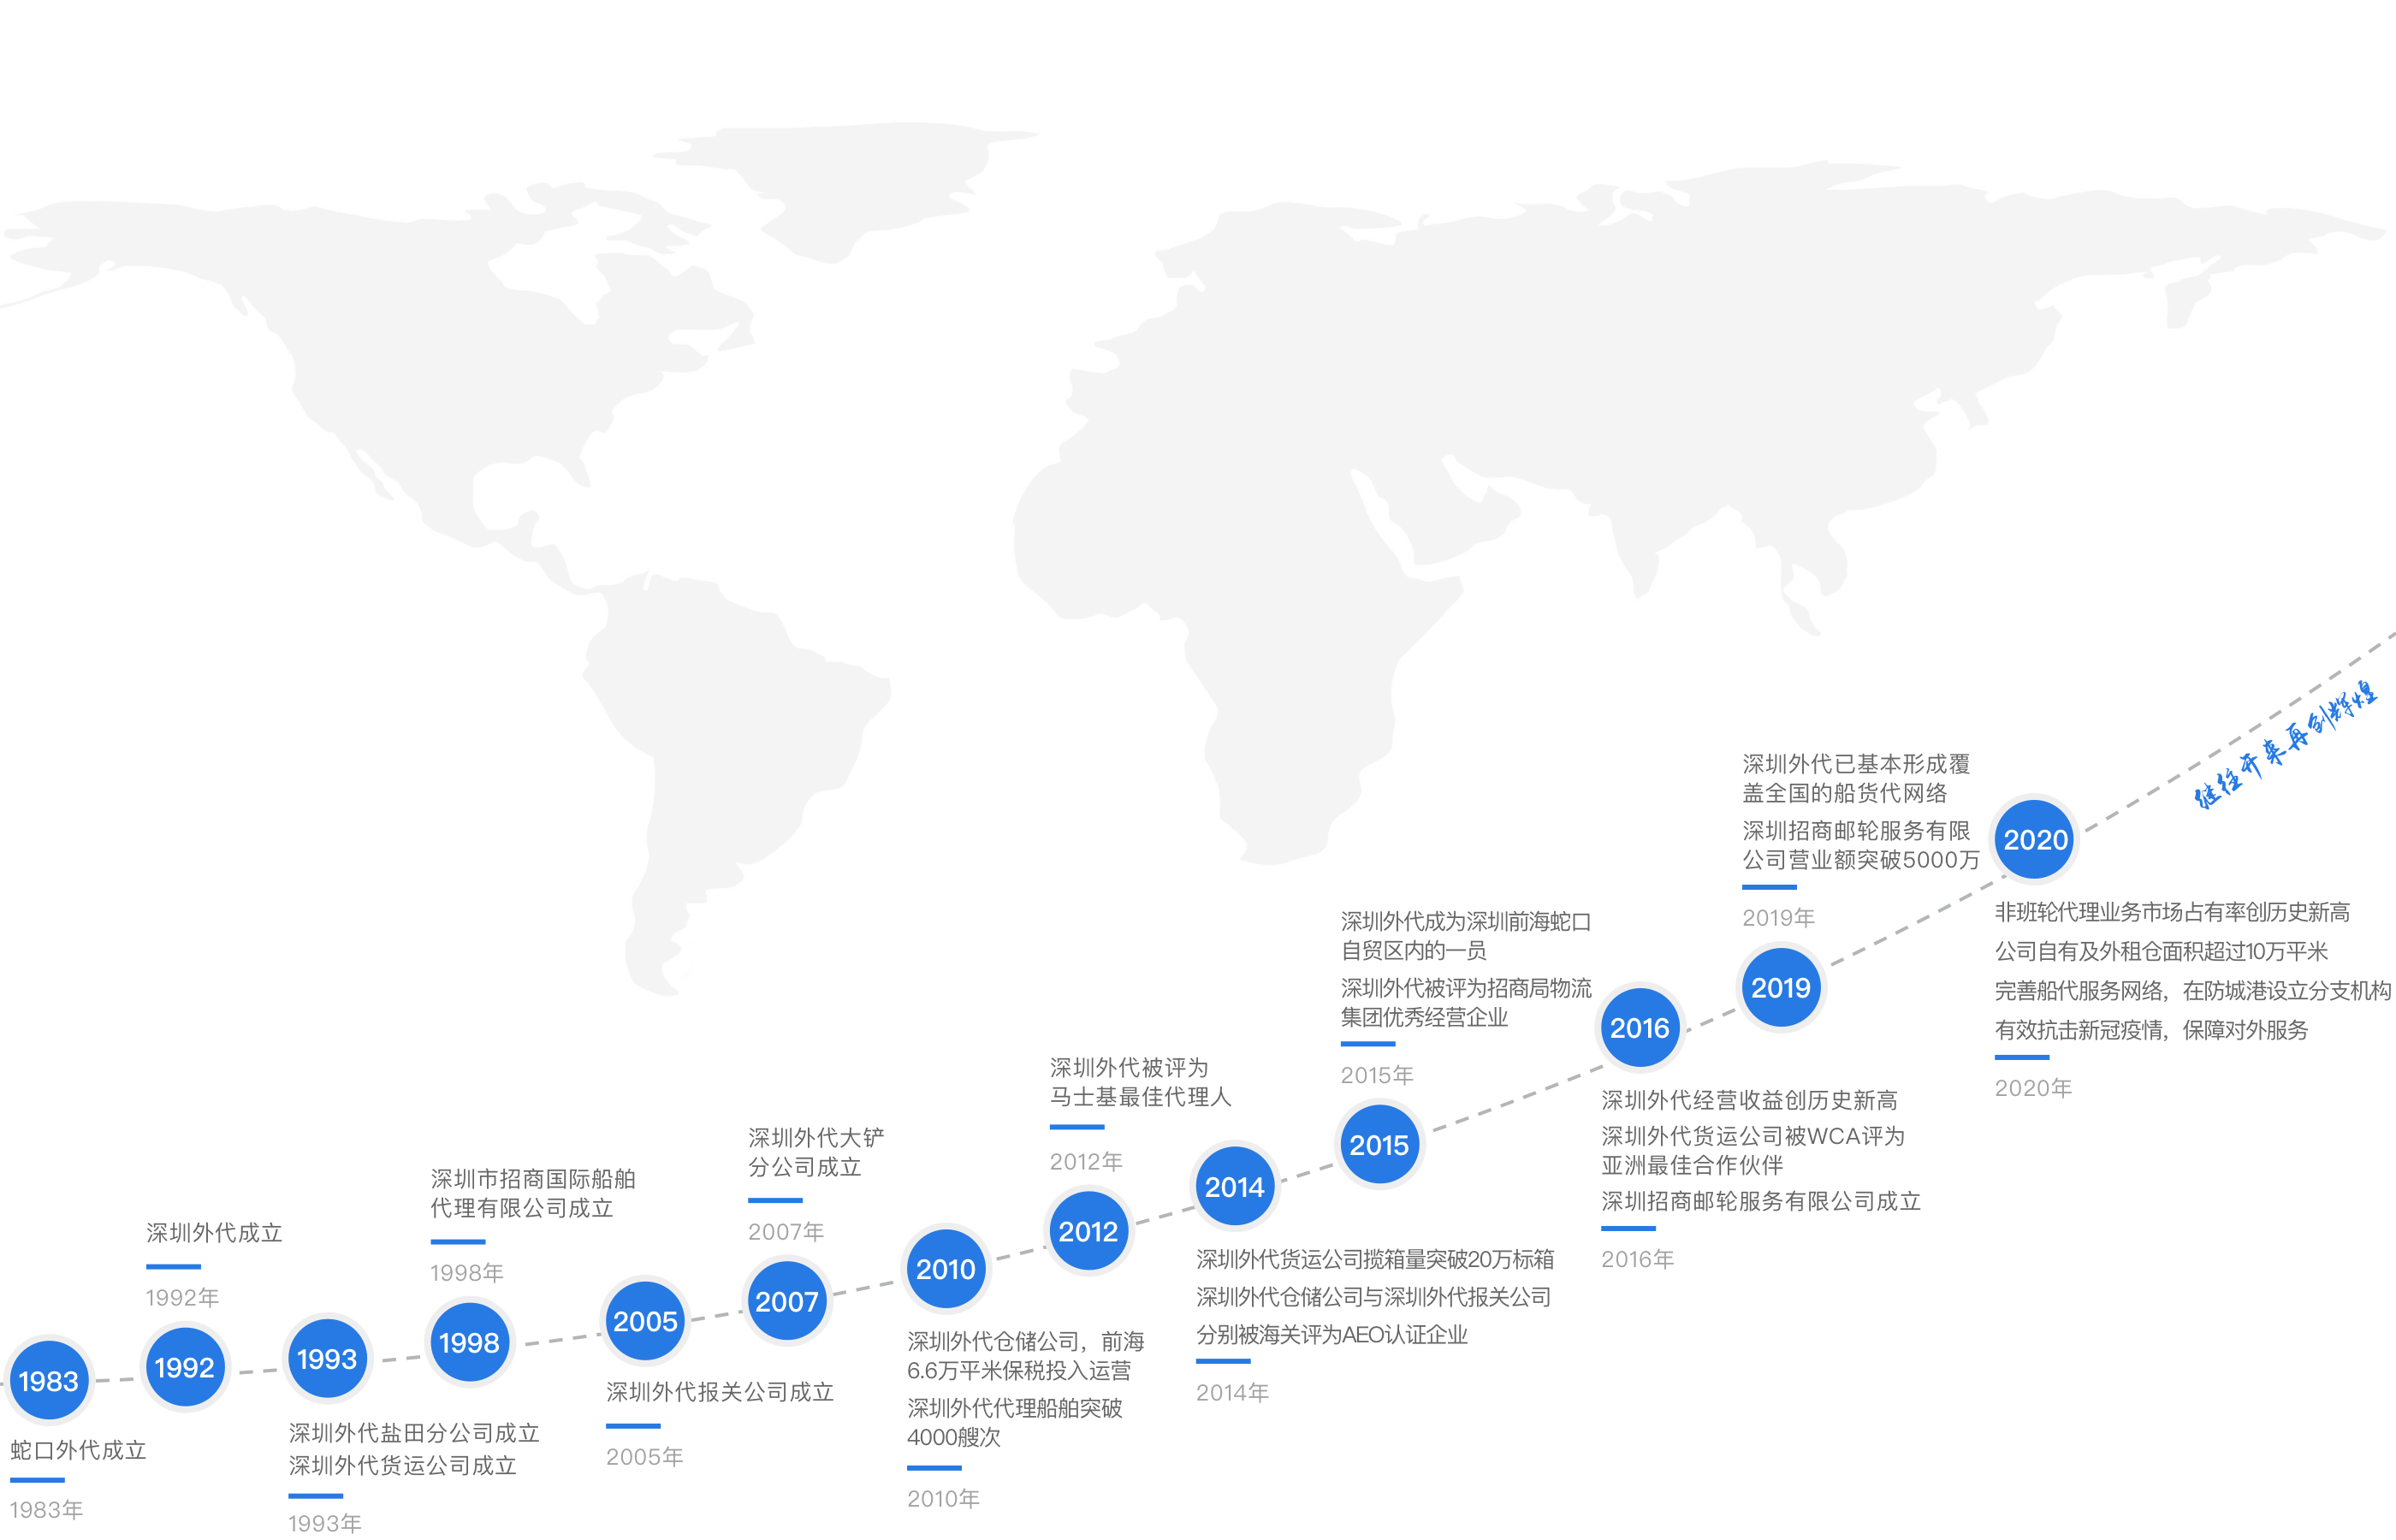 1983
蛇口外代成立
1983年
深圳外代成立
1992年
1992
1993
深圳外代盐田分公司成立
深圳外代货运公司成立
1993年
深圳市招商国际船舶
代理有限公司成立
1998年
1998
2005
深圳外代报关公司成立
2005年
深圳外代大铲
分公司成立
2007年
2007
2010
深圳外代仓储公司，前海
6.6万平米保税投入运营
深圳外代代理船舶突破
4000艘次
2010年
深圳外代被评为
马士基最佳代理人
2012年
2012
2014
深圳外代货运公司揽箱量突破20万标箱
深圳外代仓储公司与深圳外代报关公司
分别被海关评为AEO认证企业
2014年
深圳外代成为深圳前海蛇口
自贸区内的一员
深圳外代被评为招商局物流
集团优秀经营企业
2015年
2015
2016
深圳外代经营收益创历史新高
深圳外代货运公司被WCA评为
亚洲最佳合作伙伴
深圳招商邮轮服务有限公司成立
2016年
深圳外代已基本形成覆
盖全国的船货代网络
深圳招商邮轮服务有限
公司营业额突破5000万
2019年
2019
2020
非班轮代理业务市场占有率创历史新高
公司自有及外租仓面积超过10万平米
完善船代服务网络，在防城港设立分支机构
有效抗击新冠疫情，保障对外服务
2020年
继往开来再创辉煌